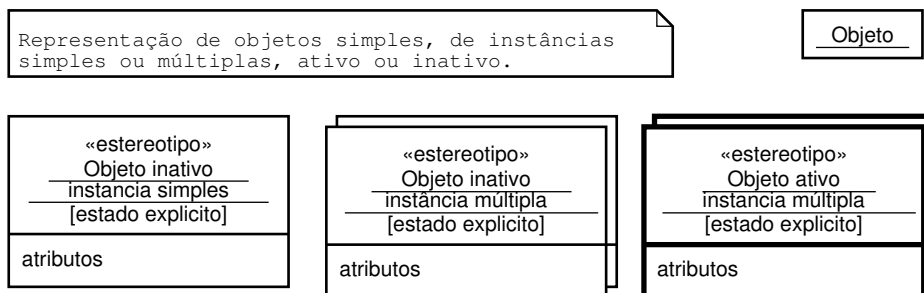 Representação de objetos simples, de instâncias
simples ou múltiplas, ativo ou inativo.
Objeto
«estereotipo»
Objeto inativo
instancia simples
[estado explicito]
atributos
«estereotipo»
Objeto inativo
instância múltipla
[estado explicito]
atributos
«estereotipo»
Objeto ativo
instancia múltipla
[estado explicito]
atributos